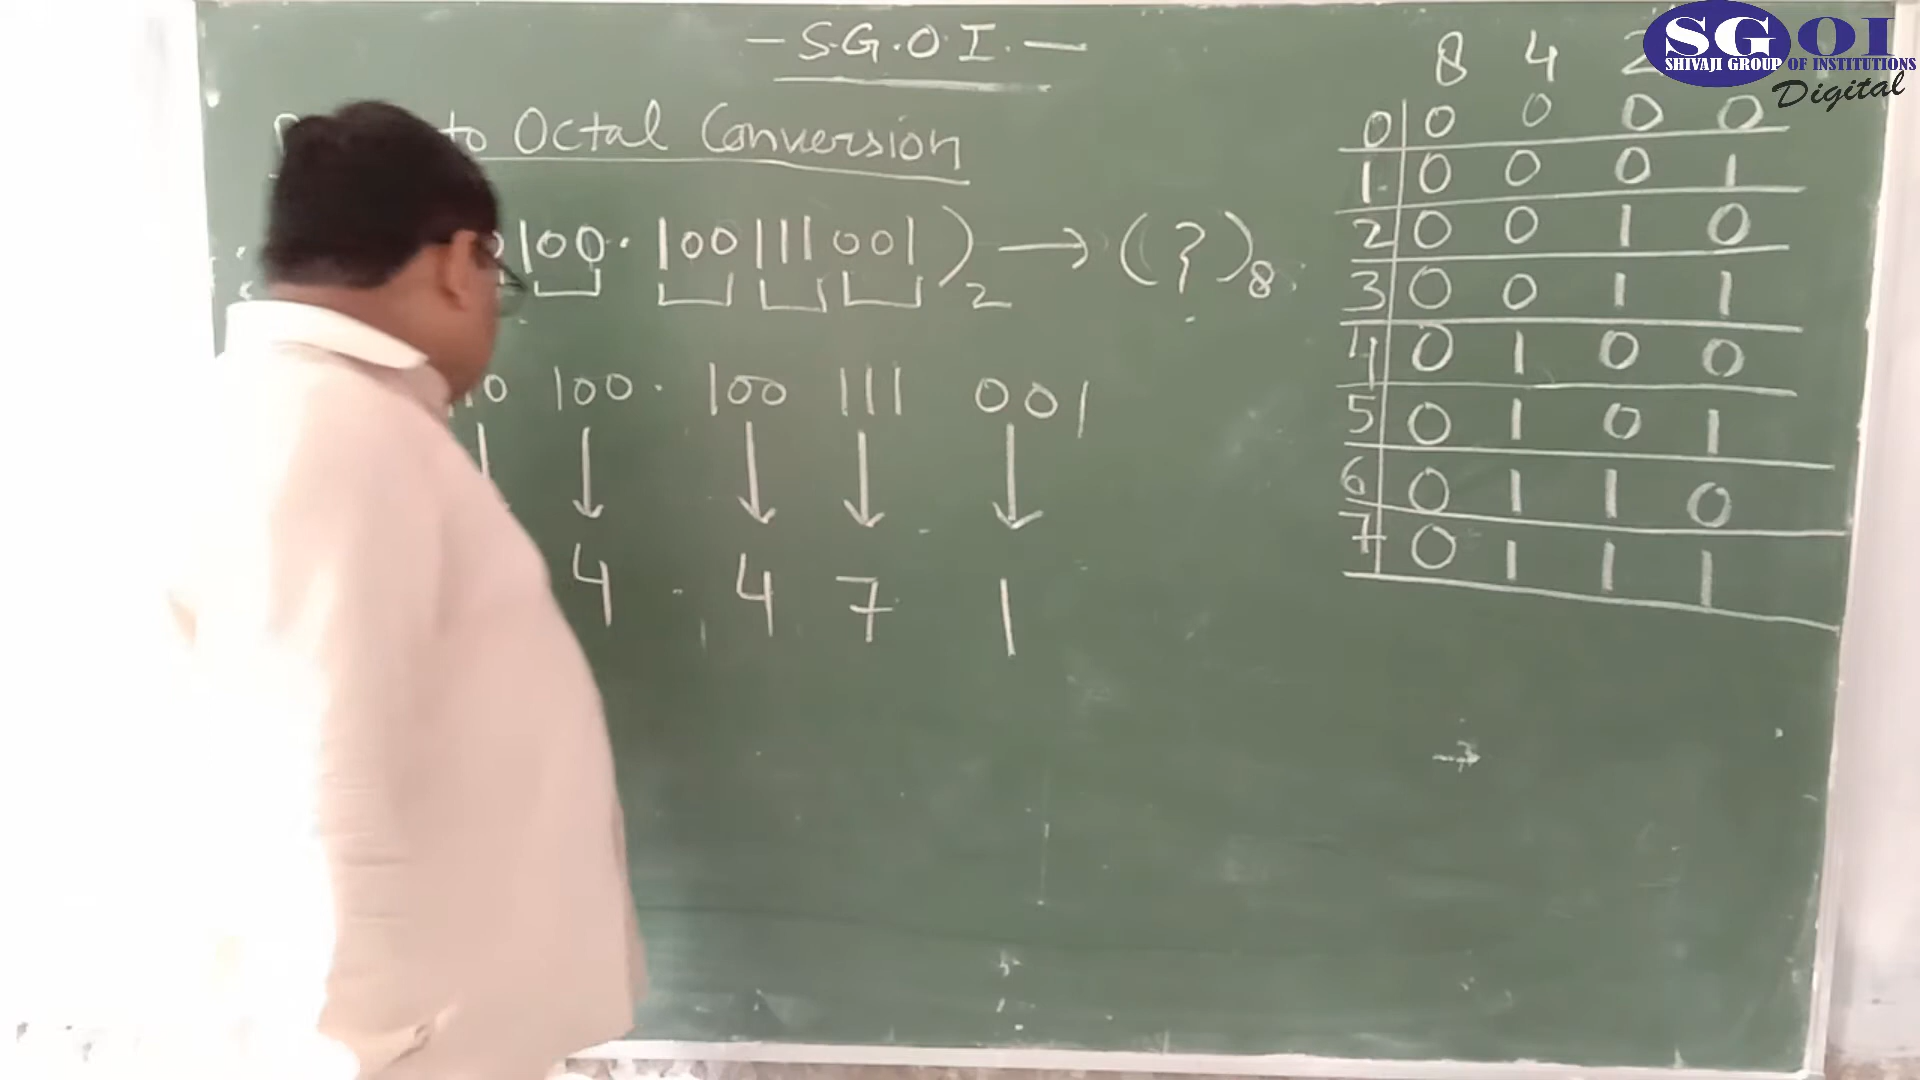 - S.G.O.I. -
to Octal Conversion
100.100111001)₂ → (?)₈
10 100 . 100 111 001
4 . 4 7 1
8 4 2
0 0 0 0 0
1 0 0 0 1
2 0 0 1 0
3 0 0 1 1
4 0 1 0 0
5 0 1 0 1
6 0 1 1 0
7 0 1 1 1
SGOI
SHIVAJI GROUP OF INSTITUTIONS
Digital